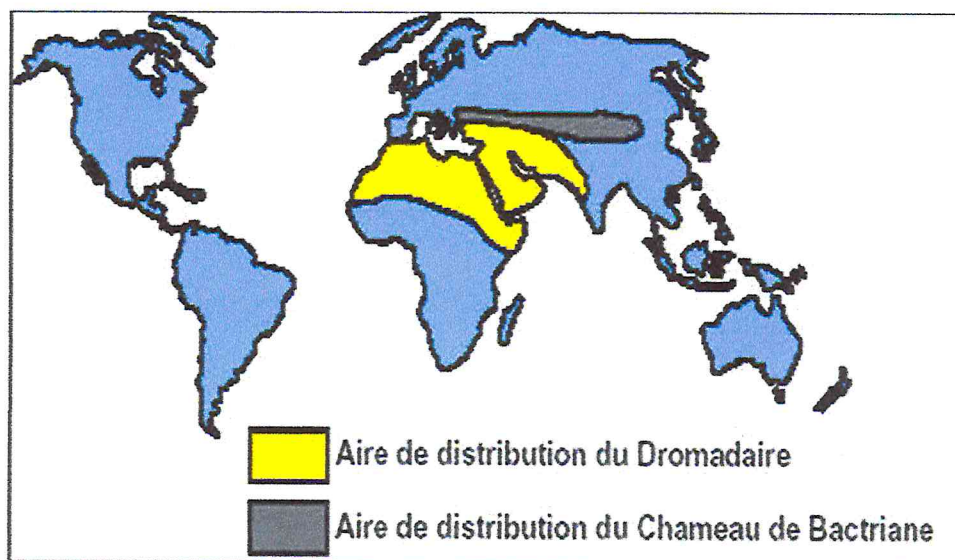 Aire de distribution du Dromadaire
Aire de distribution du Chameau de Bactriane